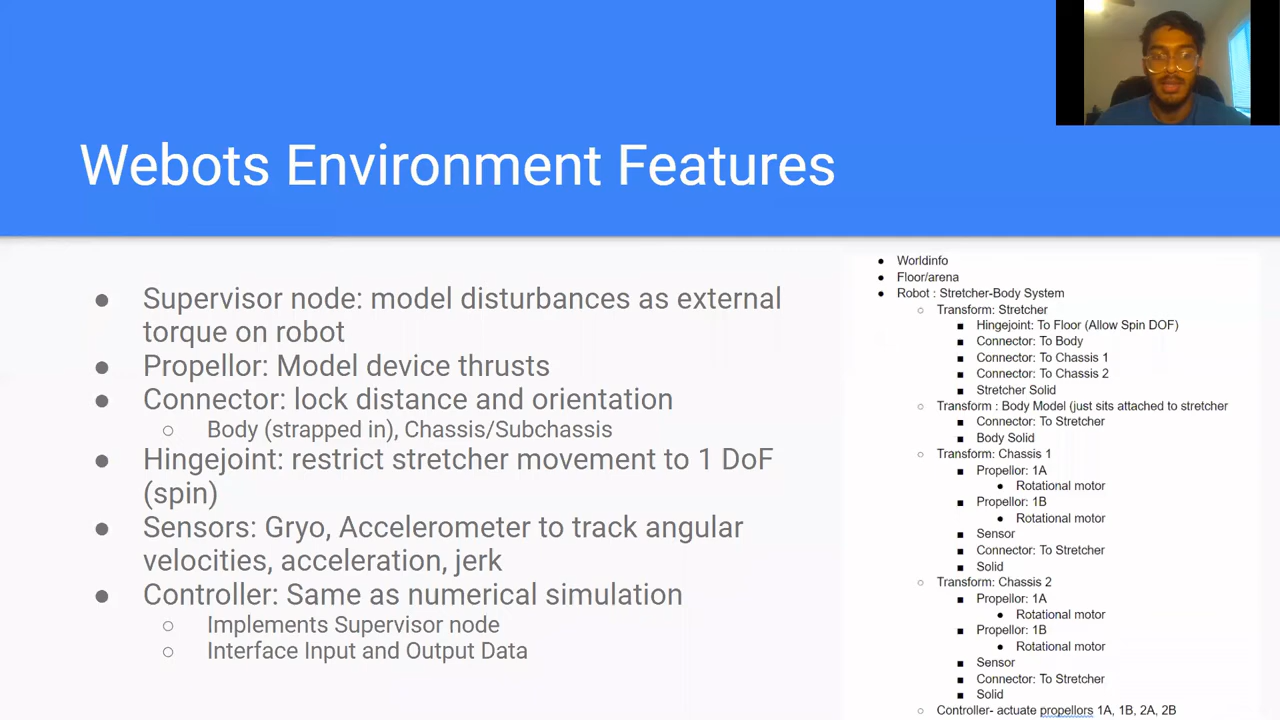 Webots Environment Features
Supervisor node: model disturbances as external
torque on robot
Propellor: Model device thrusts
Connector: lock distance and orientation
Body (strapped in), Chassis/Subchassis
Hingejoint: restrict stretcher movement to 1 DoF
(spin)
Sensors: Gryo, Accelerometer to track angular
velocities, acceleration, jerk
Controller: Same as numerical simulation
Implements Supervisor node
Interface Input and Output Data
Worldinfo
Floor/arena
Robot : Stretcher-Body System
Transform: Stretcher
Hingejoint: To Floor (Allow Spin DOF)
Connector: To Body
Connector: To Chassis 1
Connector: To Chassis 2
Stretcher Solid
Transform : Body Model (just sits attached to stretcher
Connector: To Stretcher
Body Solid
Transform: Chassis 1
Propellor: 1A
Rotational motor
Propellor: 1B
Rotational motor
Sensor
Connector: To Stretcher
Solid
Transform: Chassis 2
Propellor: 1A
Rotational motor
Propellor: 1B
Rotational motor
Sensor
Connector: To Stretcher
Solid
Controller- actuate propellors 1A, 1B, 2A, 2B